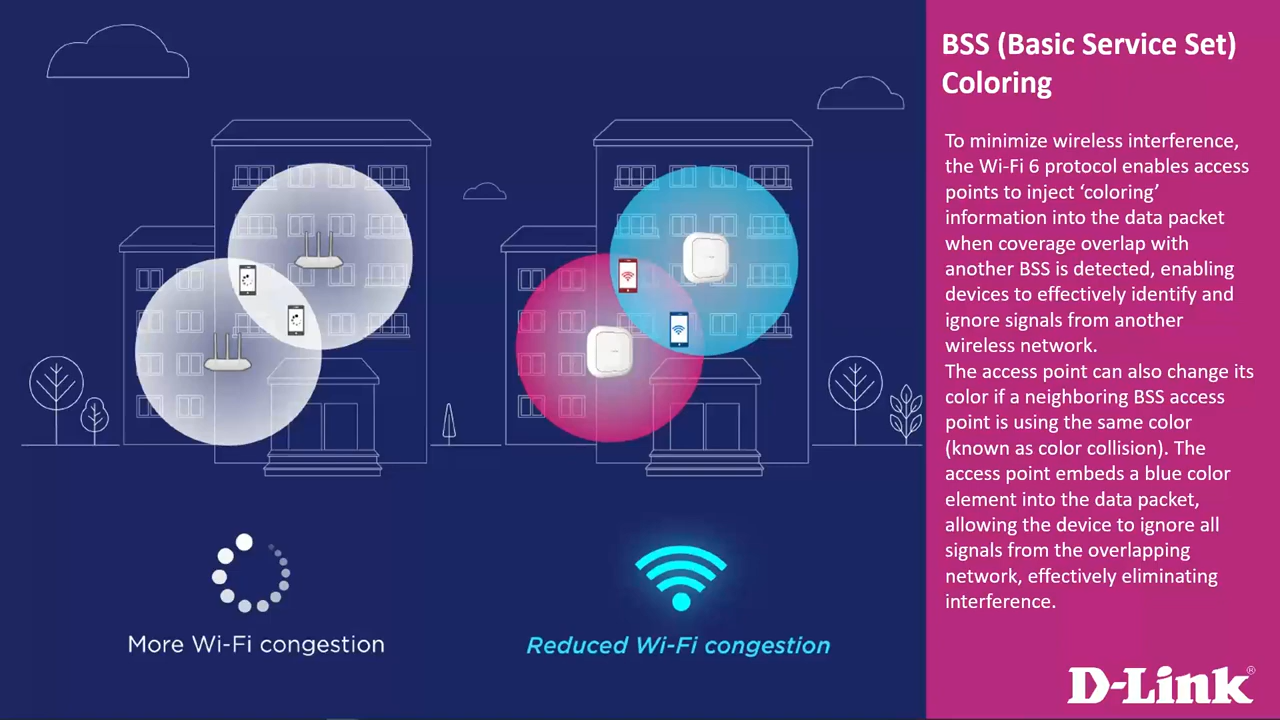 BSS (Basic Service Set)
Coloring
To minimize wireless interference,
the Wi-Fi 6 protocol enables access
points to inject ‘coloring’
information into the data packet
when coverage overlap with
another BSS is detected, enabling
devices to effectively identify and
ignore signals from another
wireless network.
The access point can also change its
color if a neighboring BSS access
point is using the same color
(known as color collision). The
access point embeds a blue color
element into the data packet,
allowing the device to ignore all
signals from the overlapping
network, effectively eliminating
interference.
More Wi-Fi congestion
Reduced Wi-Fi congestion
D-Link®